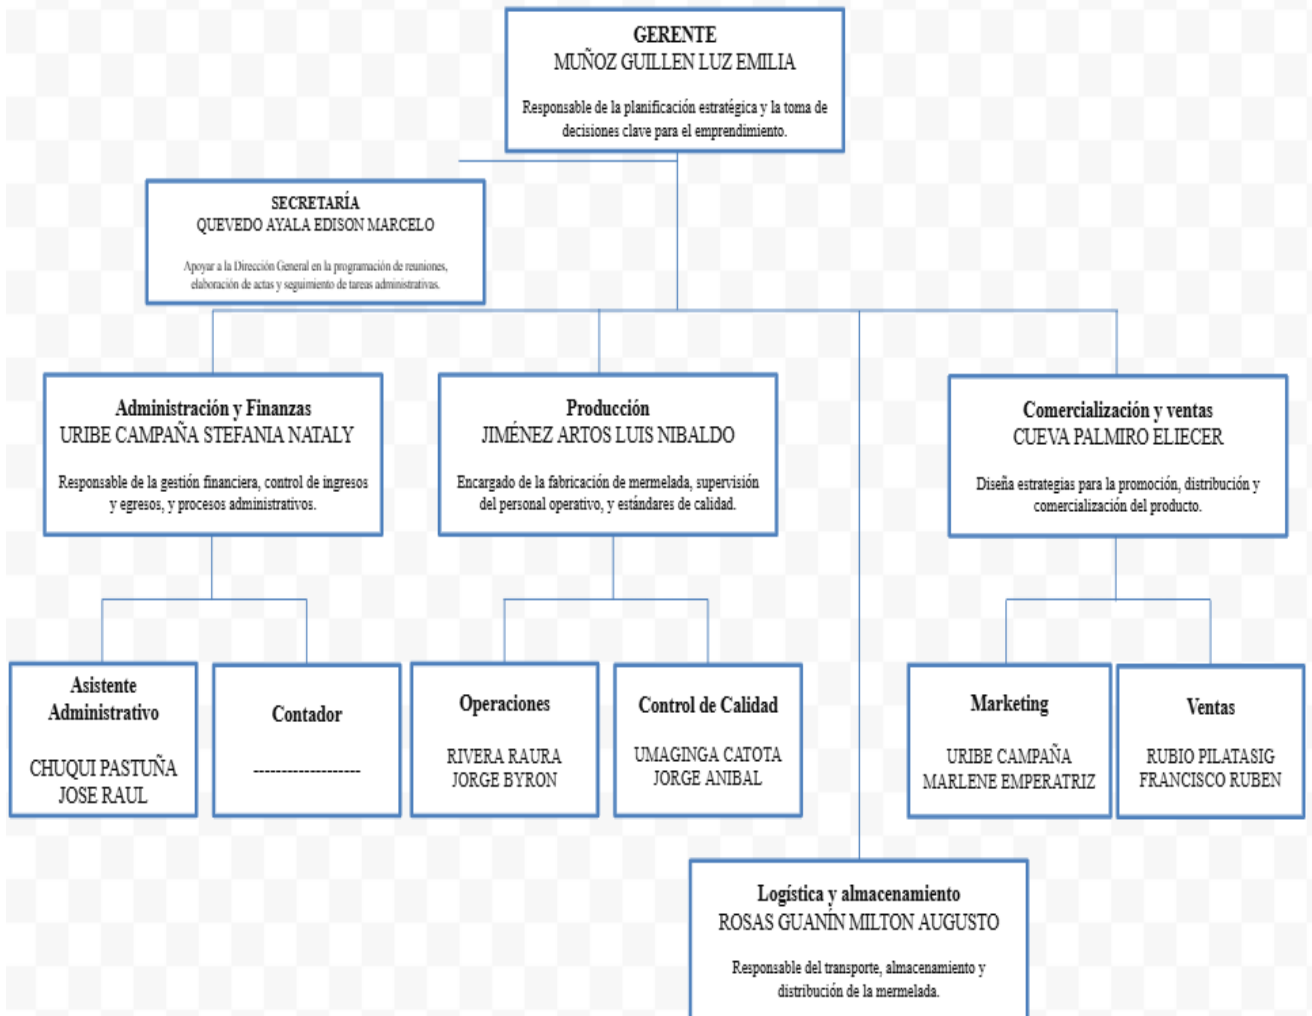 GERENTE
MUÑOZ GUILLEN LUZ EMILIA
Responsable de la planificación estratégica y la toma de
decisiones clave para el emprendimiento.
SECRETARÍA
QUEVEDO AYALA EDISON MARCELO
Apoyar a la Dirección General en la programación de reuniones,
elaboración de actas y seguimiento de tareas administrativas.
Administración y Finanzas
URIBE CAMPAÑA STEFANIA NATALY
Responsable de la gestión financiera, control de ingresos
y egresos, y procesos administrativos.
Producción
JIMÉNEZ ARTOS LUIS NIBALDO
Encargado de la fabricación de mermelada, supervisión
del personal operativo, y estándares de calidad.
Comercialización y ventas
CUEVA PALMIRO ELIECER
Diseña estrategias para la promoción, distribución y
comercialización del producto.
Asistente
Administrativo
CHUQUI PASTUÑA
JOSE RAUL
Contador
-------------------
Operaciones
RIVERA RAURA
JORGE BYRON
Control de Calidad
UMAGINGA CATOTA
JORGE ANIBAL
Marketing
URIBE CAMPAÑA
MARLENE EMPERATRIZ
Ventas
RUBIO PILATASIG
FRANCISCO RUBEN
Logística y almacenamiento
ROSAS GUANÍN MILTON AUGUSTO
Responsable del transporte, almacenamiento y
distribución de la mermelada.